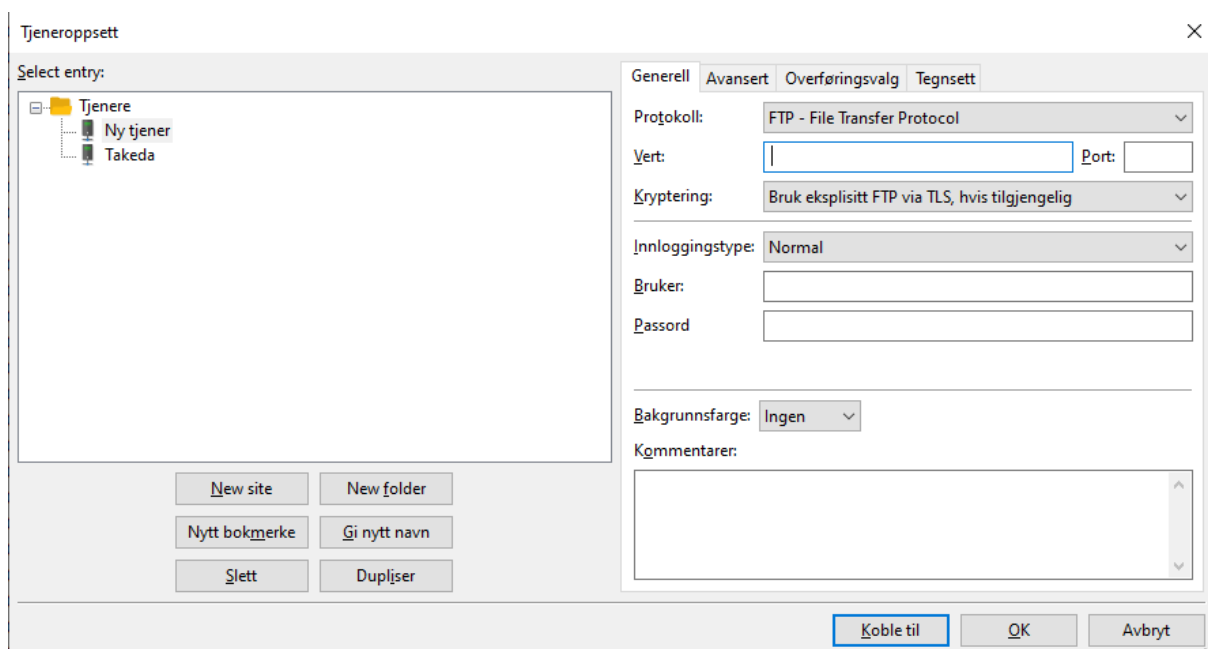 Tjeneroppsett
Select entry:
Tjenere
Ny tjener
Takeda
New site New folder
Nytt bokmerke Gi nytt navn
Slett Dupliser
Generell Avansert Overføringsvalg Tegnsett
Protokoll: FTP - File Transfer Protocol
Vert: Port:
Kryptering: Bruk eksplisitt FTP via TLS, hvis tilgjengelig
Innloggingstype: Normal
Bruker:
Passord
Bakgrunnsfarge: Ingen
Kommentarer:
Koble til OK Avbryt